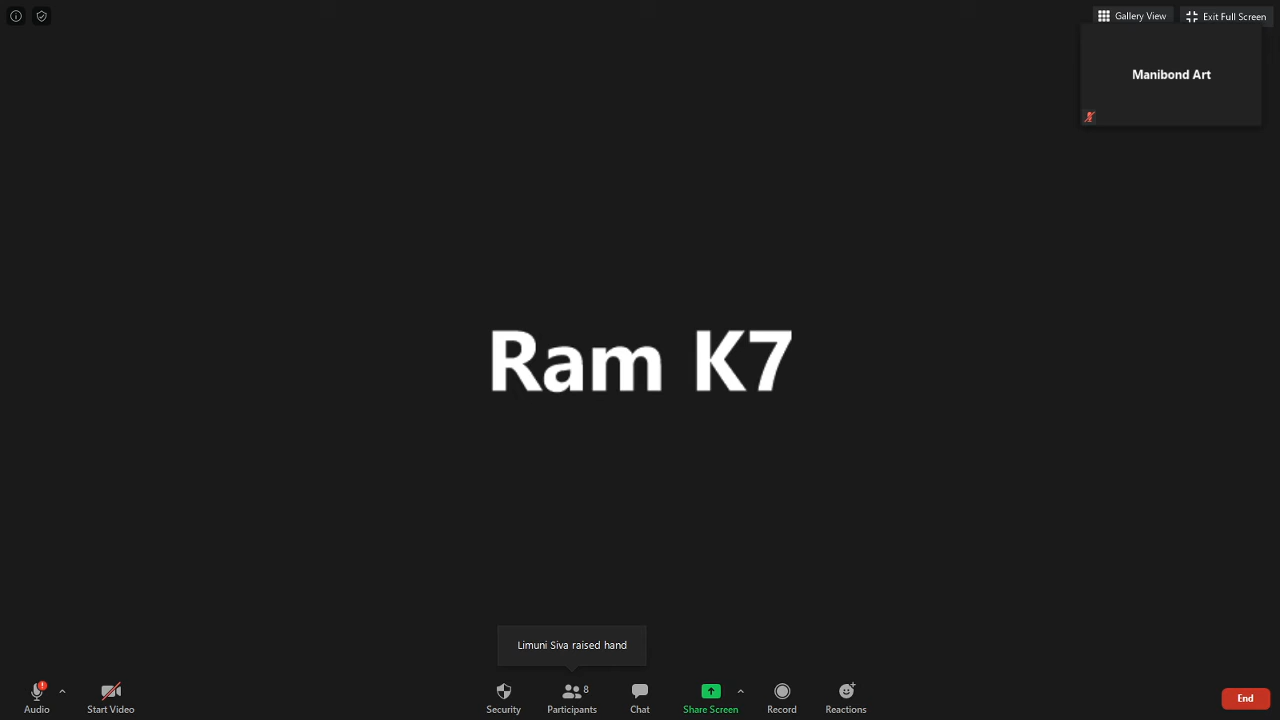 Gallery View
Exit Full Screen
Manibond Art
Ram K7
Limuni Siva raised hand
Audio
Start Video
Security
8
Participants
Chat
Share Screen
Record
Reactions
End